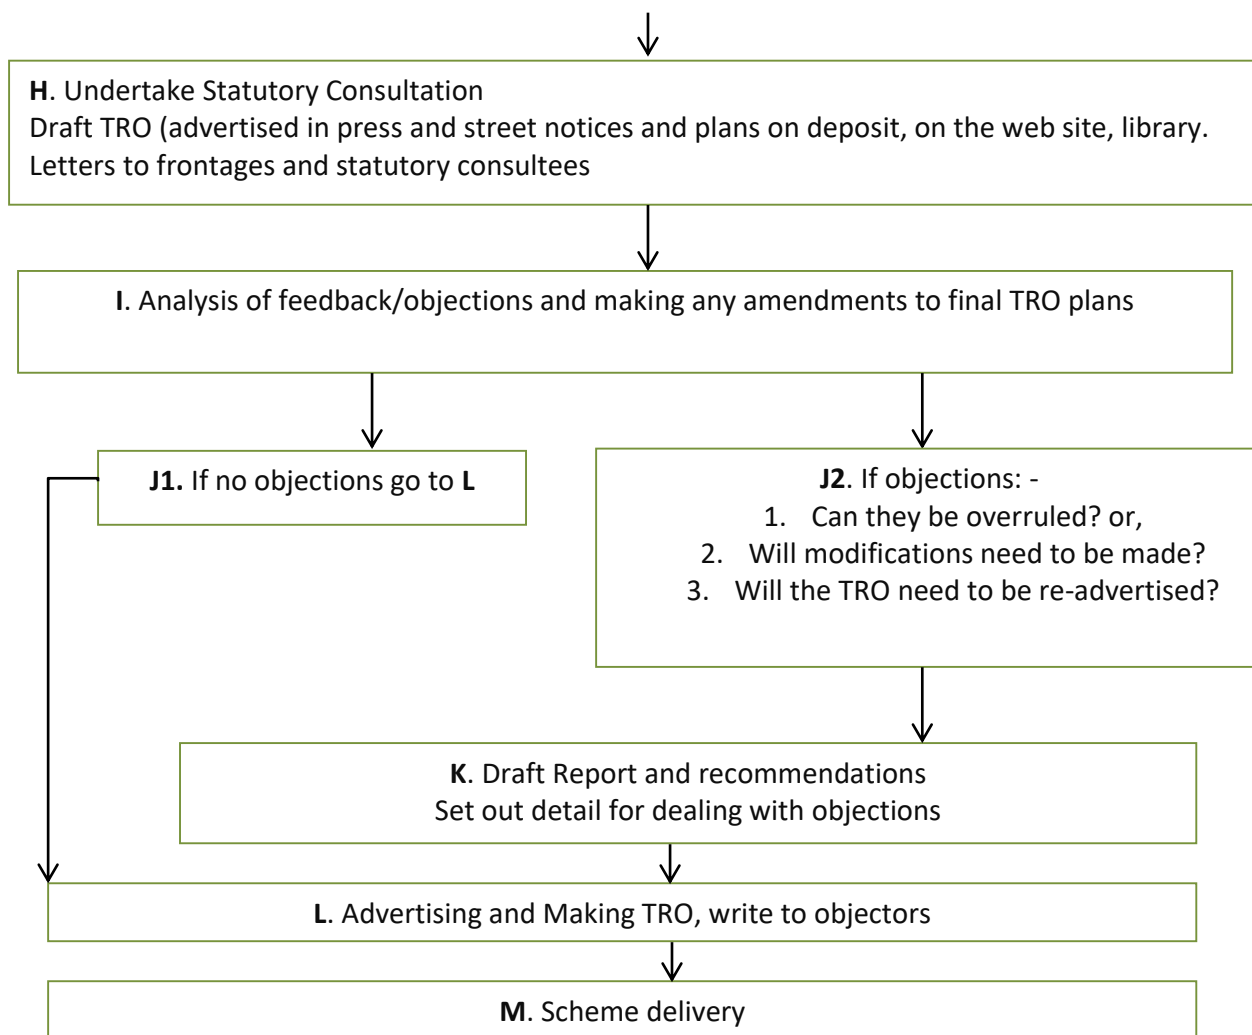 H. Undertake Statutory Consultation
Draft TRO (advertised in press and street notices and plans on deposit, on the web site, library.
Letters to frontages and statutory consultees
I. Analysis of feedback/objections and making any amendments to final TRO plans
J1. If no objections go to L
J2. If objections: -
1. Can they be overruled? or,
2. Will modifications need to be made?
3. Will the TRO need to be re-advertised?
K. Draft Report and recommendations
Set out detail for dealing with objections
L. Advertising and Making TRO, write to objectors
M. Scheme delivery